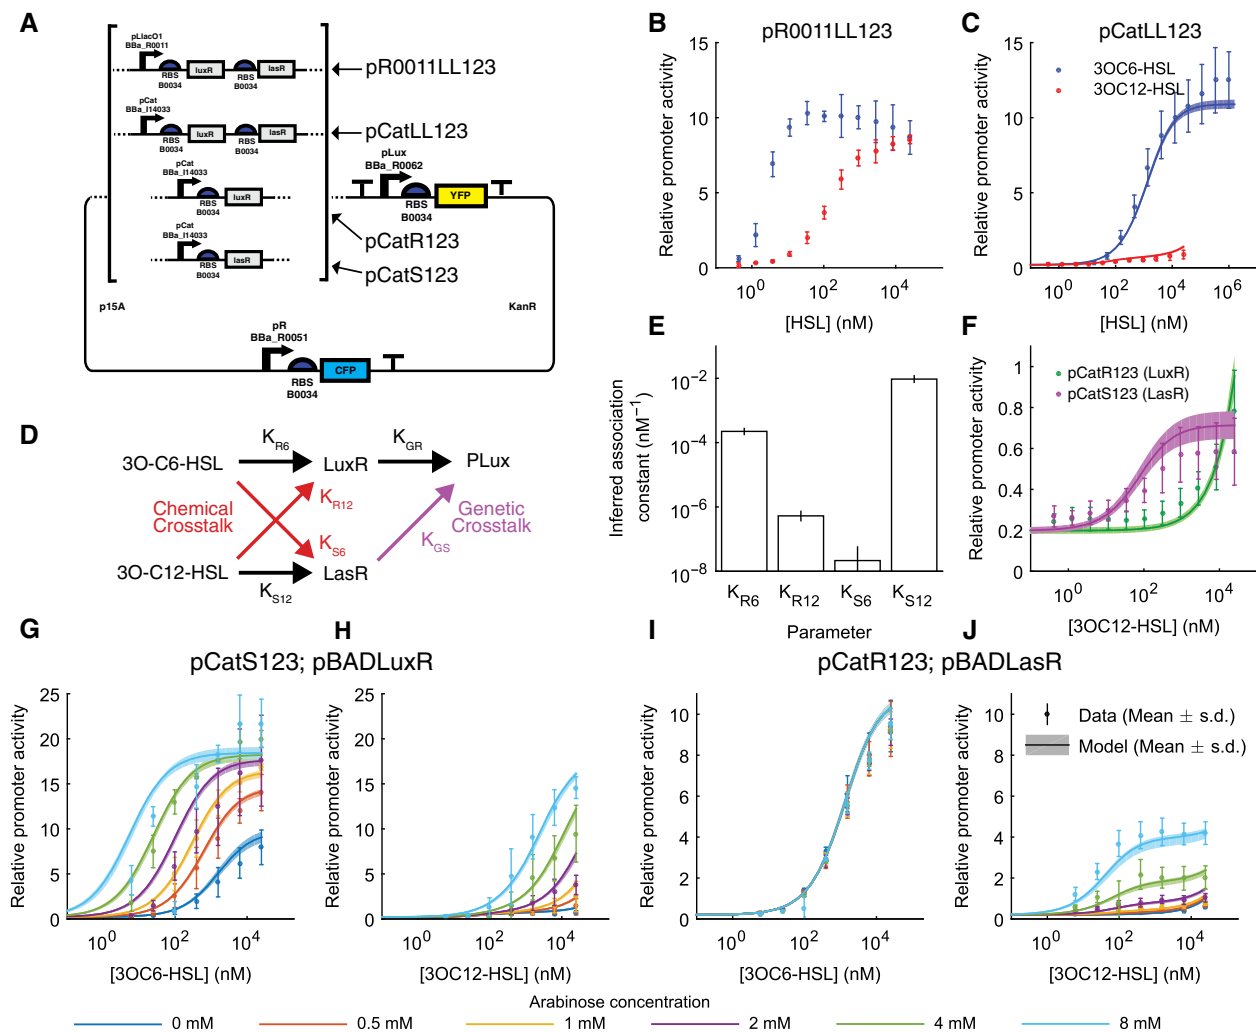 A
pLlacO1
BBa_R0011
RBS
B0034
luxR
RBS
B0034
lasR
pR0011LL123
pCat
BBa_I14033
RBS
B0034
luxR
RBS
B0034
lasR
pCatLL123
pCat
BBa_I14033
RBS
B0034
luxR
pCatR123
pCat
BBa_I14033
RBS
B0034
lasR
pCatS123
pLux
BBa_R0062
RBS
B0034
YFP
p15A
KanR
pR
BBa_R0051
RBS
B0034
CFP
B
pR0011LL123
Relative promoter activity
15
10
5
0
10^0 10^2 10^4
[HSL] (nM)
C
pCatLL123
3OC6-HSL
3OC12-HSL
Relative promoter activity
15
10
5
0
10^0 10^2 10^4 10^6
[HSL] (nM)
D
3O-C6-HSL
K_R6
LuxR
K_GR
PLux
Chemical
Crosstalk
K_R12
K_S6
Genetic
Crosstalk
K_GS
3O-C12-HSL
K_S12
LasR
E
Inferred association
constant (nM^−1)
10^−2
10^−4
10^−6
10^−8
K_R6 K_R12 K_S6 K_S12
Parameter
F
pCatR123 (LuxR)
pCatS123 (LasR)
Relative promoter activity
1
0.8
0.6
0.4
0.2
0
10^0 10^2 10^4
[3OC12-HSL] (nM)
G
H
pCatS123; pBADLuxR
Relative promoter activity
25
20
15
10
5
0
10^0 10^2 10^4
[3OC6-HSL] (nM)
Relative promoter activity
25
20
15
10
5
0
10^0 10^2 10^4
[3OC12-HSL] (nM)
I
J
pCatR123; pBADLasR
Relative promoter activity
10
8
6
4
2
0
10^0 10^2 10^4
[3OC6-HSL] (nM)
Relative promoter activity
10
8
6
4
2
0
10^0 10^2 10^4
[3OC12-HSL] (nM)
Data (Mean ± s.d.)
Model (Mean ± s.d.)
Arabinose concentration
0 mM 0.5 mM 1 mM 2 mM 4 mM 8 mM